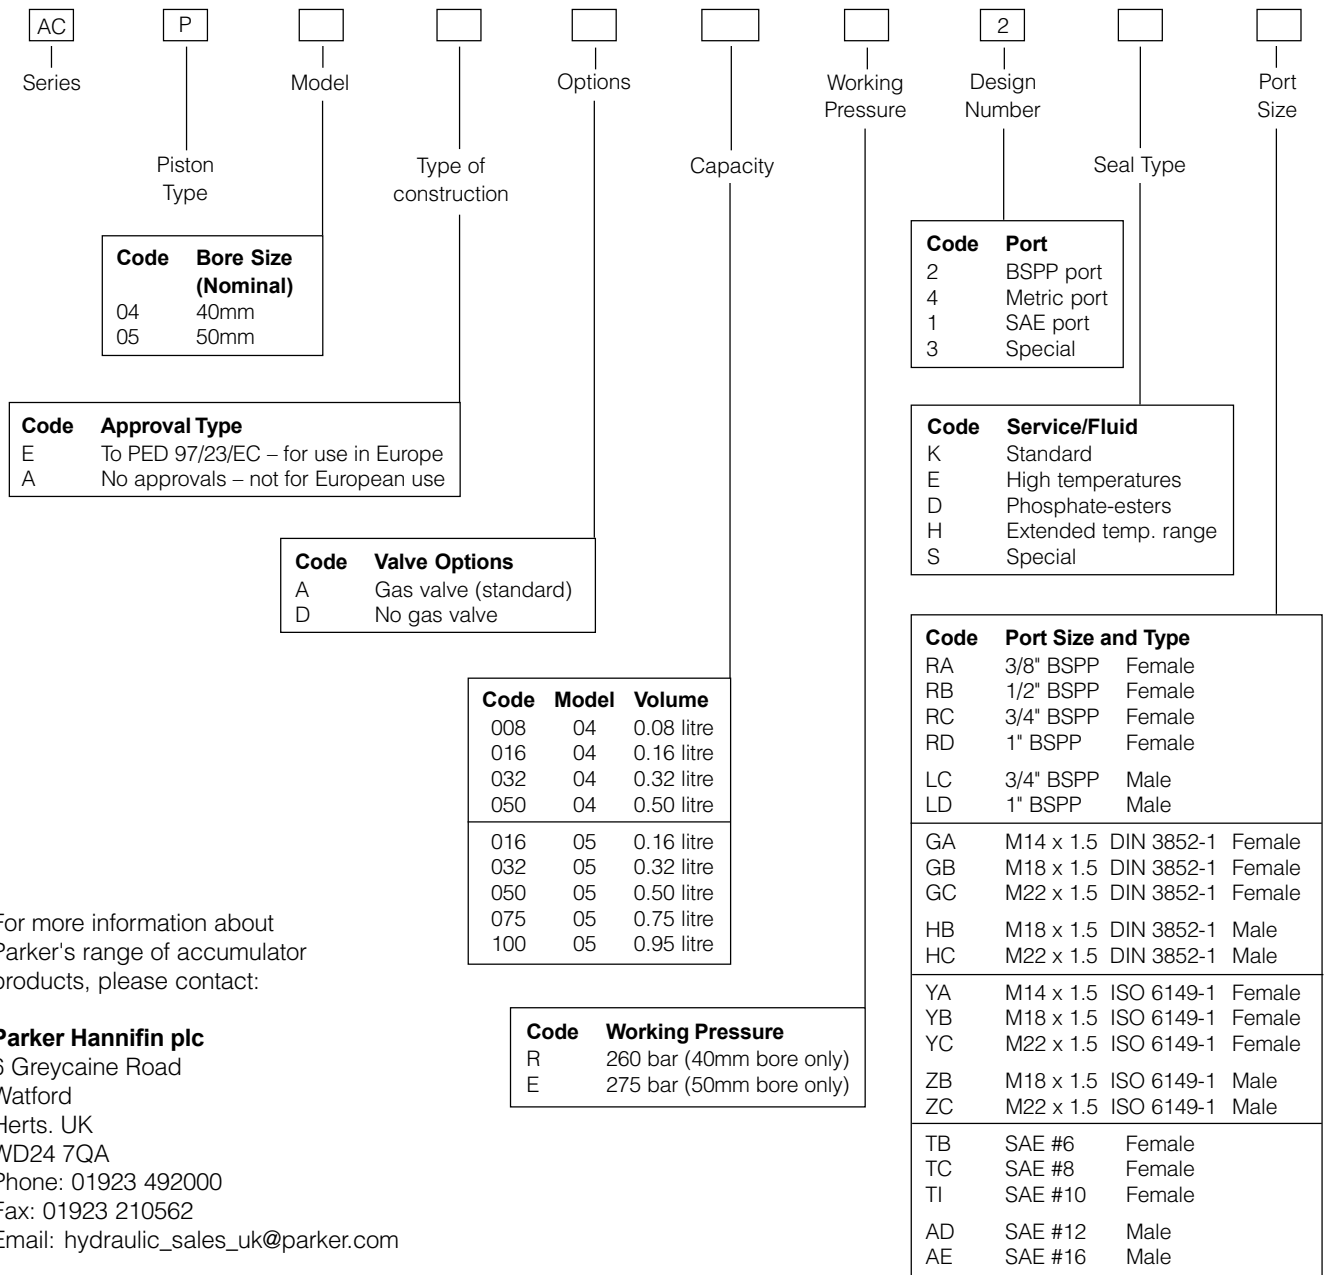 AC P 2
Series Model Options Working Design Port
Pressure Number Size
Piston Type of Capacity Seal Type
Type construction
Code Bore Size
(Nominal)
04 40mm
05 50mm
Code Port
2 BSPP port
4 Metric port
1 SAE port
3 Special
Code Approval Type
E To PED 97/23/EC – for use in Europe
A No approvals – not for European use
Code Service/Fluid
K Standard
E High temperatures
D Phosphate-esters
H Extended temp. range
S Special
Code Valve Options
A Gas valve (standard)
D No gas valve
Code Model Volume
008 04 0.08 litre
016 04 0.16 litre
032 04 0.32 litre
050 04 0.50 litre
016 05 0.16 litre
032 05 0.32 litre
050 05 0.50 litre
075 05 0.75 litre
100 05 0.95 litre
Code Working Pressure
R 260 bar (40mm bore only)
E 275 bar (50mm bore only)
Code Port Size and Type
RA 3/8" BSPP Female
RB 1/2" BSPP Female
RC 3/4" BSPP Female
RD 1" BSPP Female
LC 3/4" BSPP Male
LD 1" BSPP Male
GA M14 x 1.5 DIN 3852-1 Female
GB M18 x 1.5 DIN 3852-1 Female
GC M22 x 1.5 DIN 3852-1 Female
HB M18 x 1.5 DIN 3852-1 Male
HC M22 x 1.5 DIN 3852-1 Male
YA M14 x 1.5 ISO 6149-1 Female
YB M18 x 1.5 ISO 6149-1 Female
YC M22 x 1.5 ISO 6149-1 Female
ZB M18 x 1.5 ISO 6149-1 Male
ZC M22 x 1.5 ISO 6149-1 Male
TB SAE #6 Female
TC SAE #8 Female
TI SAE #10 Female
AD SAE #12 Male
AE SAE #16 Male
For more information about
Parker's range of accumulator
products, please contact:
Parker Hannifin plc
6 Greycaine Road
Watford
Herts. UK
WD24 7QA
Phone: 01923 492000
Fax: 01923 210562
Email: hydraulic_sales_uk@parker.com